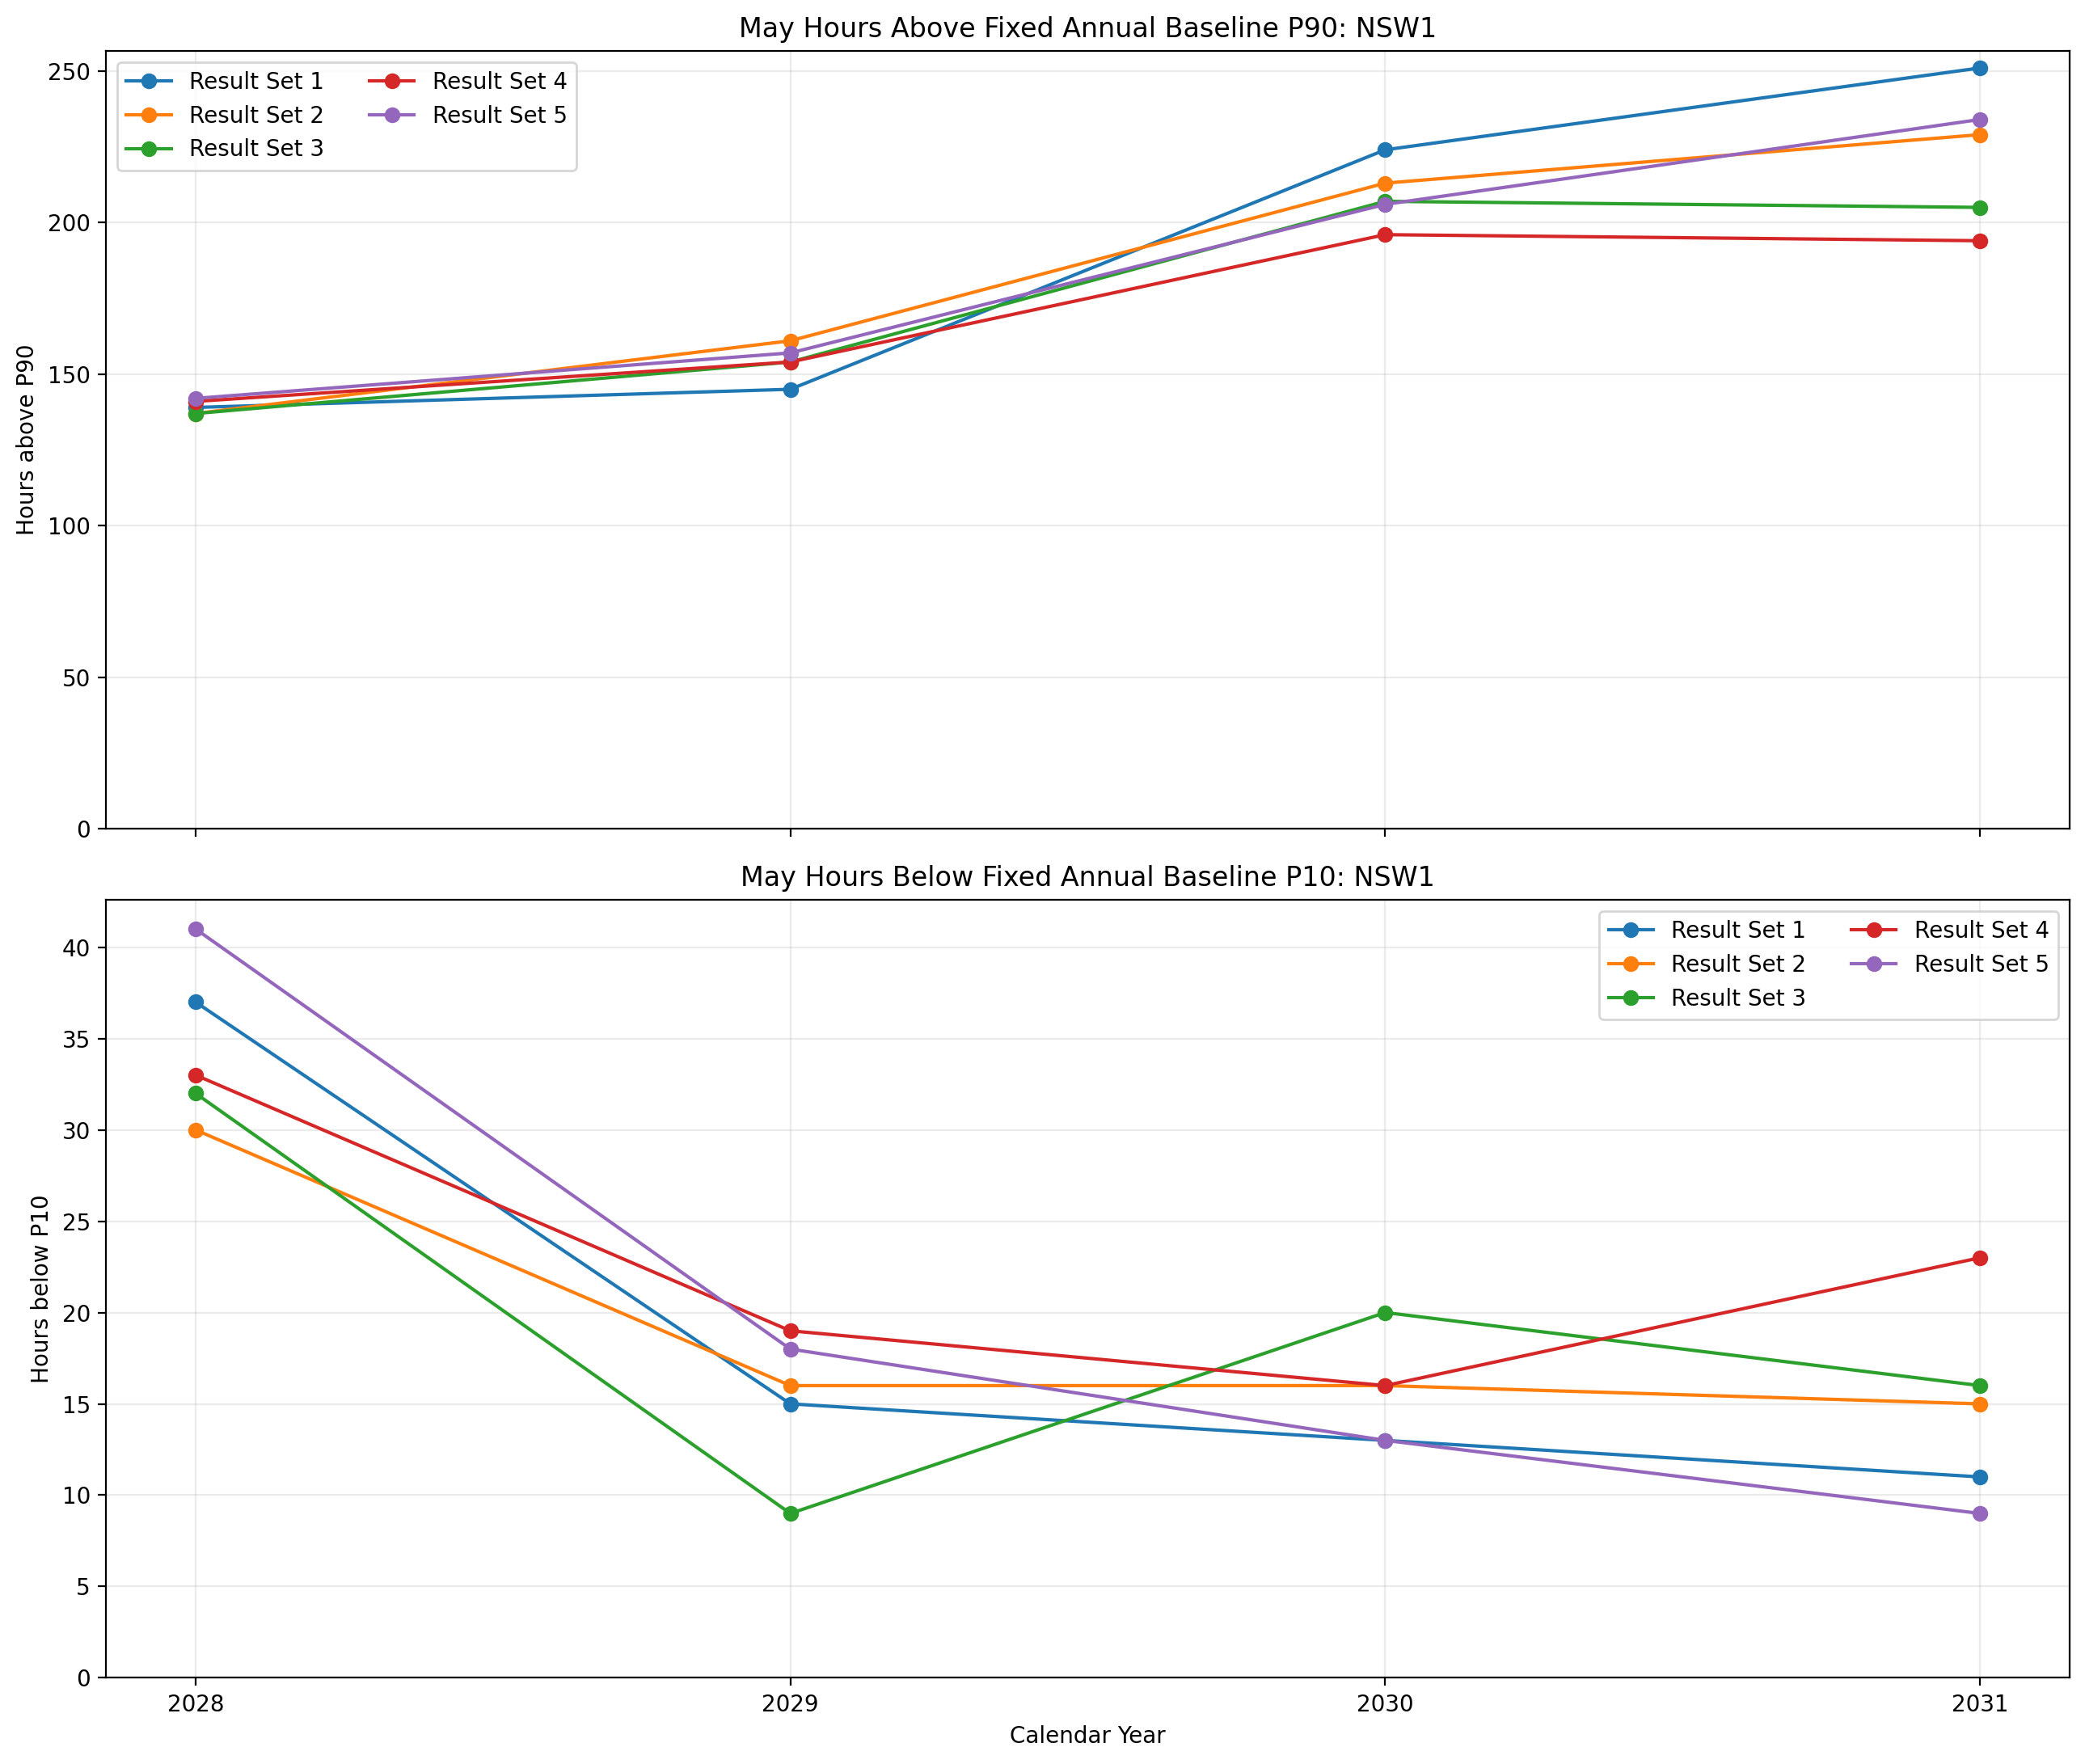 May Hours Above Fixed Annual Baseline P90: NSW1
Result Set 1
Result Set 2
Result Set 3
Result Set 4
Result Set 5
Hours above P90
250
200
150
100
50
0
May Hours Below Fixed Annual Baseline P10: NSW1
Result Set 1
Result Set 2
Result Set 3
Result Set 4
Result Set 5
Hours below P10
40
35
30
25
20
15
10
5
0
2028
2029
2030
2031
Calendar Year